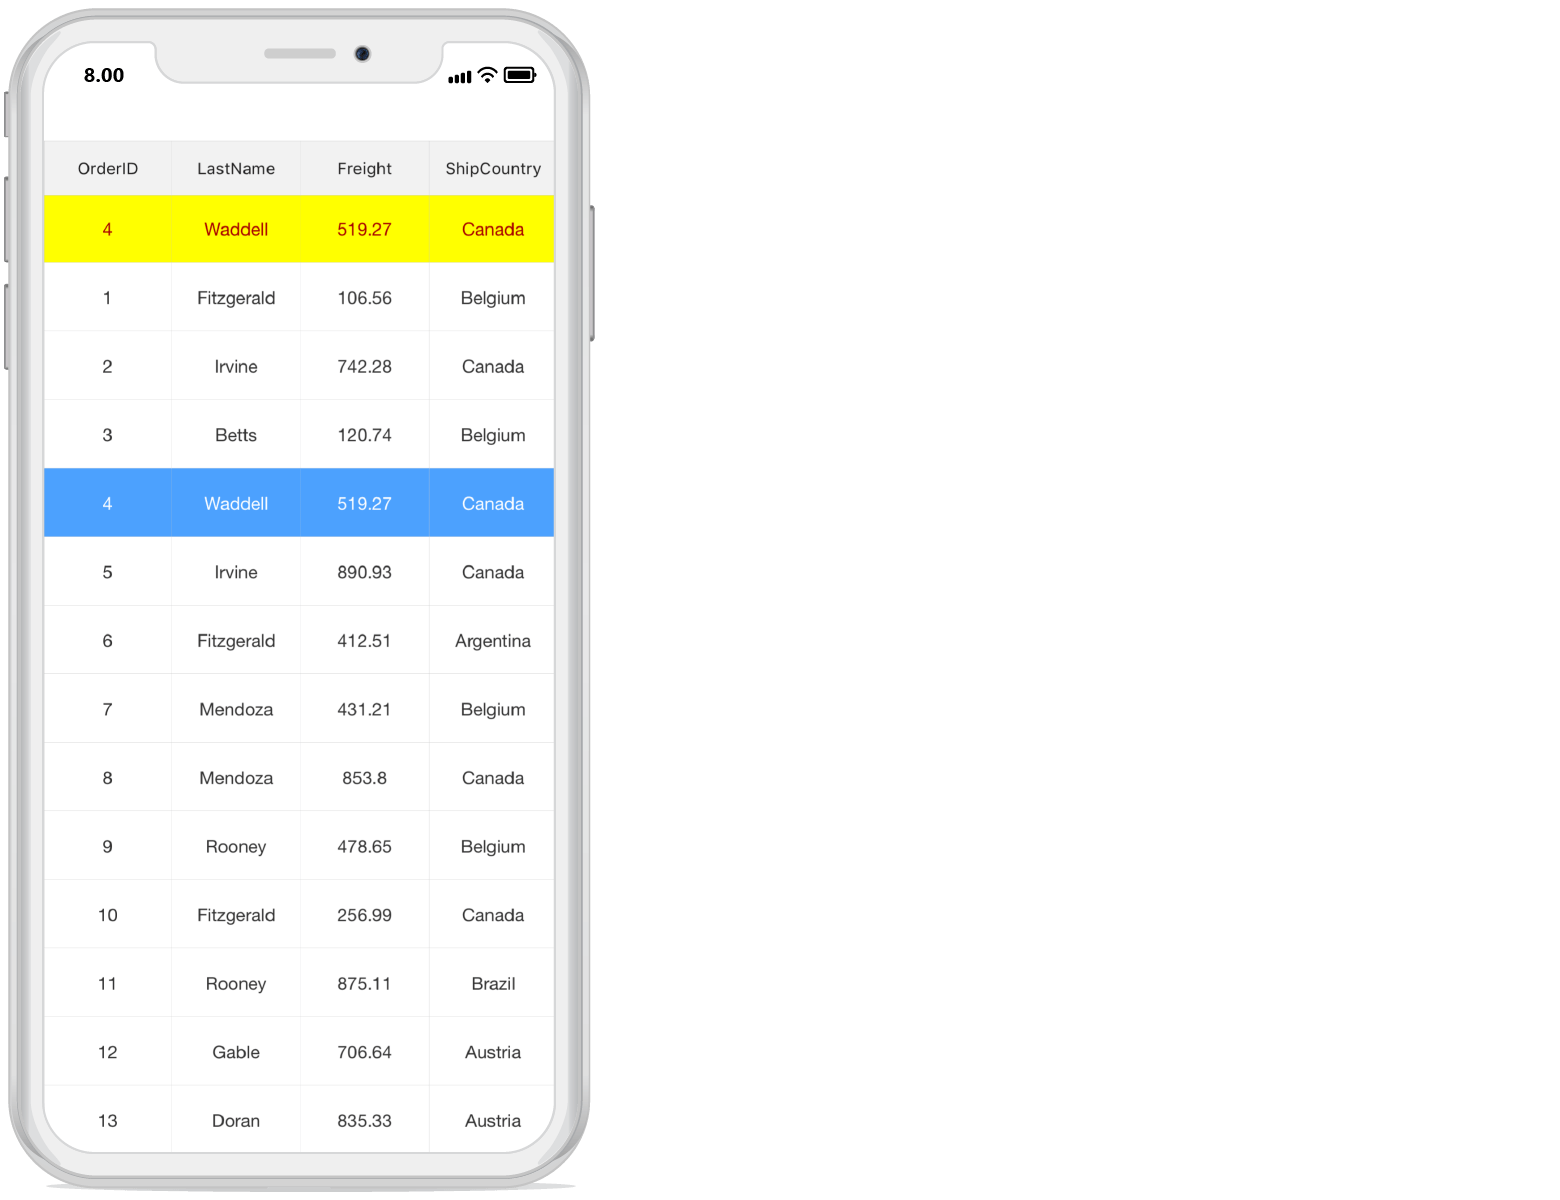 8.00
OrderID LastName Freight ShipCountry
4 Waddell 519.27 Canada
1 Fitzgerald 106.56 Belgium
2 Irvine 742.28 Canada
3 Betts 120.74 Belgium
4 Waddell 519.27 Canada
5 Irvine 890.93 Canada
6 Fitzgerald 412.51 Argentina
7 Mendoza 431.21 Belgium
8 Mendoza 853.8 Canada
9 Rooney 478.65 Belgium
10 Fitzgerald 256.99 Canada
11 Rooney 875.11 Brazil
12 Gable 706.64 Austria
13 Doran 835.33 Austria